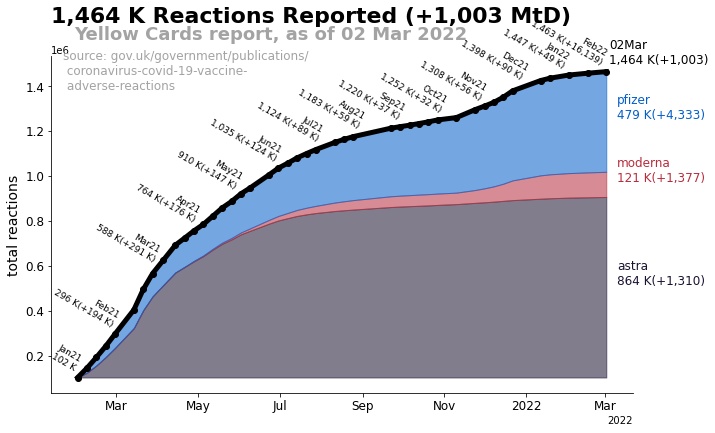 1,464 K Reactions Reported (+1,003 MtD)
Yellow Cards report, as of 02 Mar 2022
1e6
source: gov.uk/government/publications/
coronavirus-covid-19-vaccine-
adverse-reactions
total reactions
1.4
1.2
1.0
0.8
0.6
0.4
0.2
Jan21
102 K
Feb21
296 K(+194 K)
Mar21
588 K(+291 K)
Apr21
764 K(+176 K)
May21
910 K(+147 K)
Jun21
1,035 K(+124 K)
Jul21
1,124 K(+89 K)
Aug21
1,183 K(+59 K)
Sep21
1,220 K(+37 K)
Oct21
1,252 K(+32 K)
Nov21
1,308 K(+56 K)
Dec21
1,398 K(+90 K)
Jan22
1,447 K(+49 K)
Feb22
1,463 K(+16,139)
02Mar
1,464 K(+1,003)
pfizer
479 K(+4,333)
moderna
121 K(+1,377)
astra
864 K(+1,310)
Mar
May
Jul
Sep
Nov
2022
Mar
2022